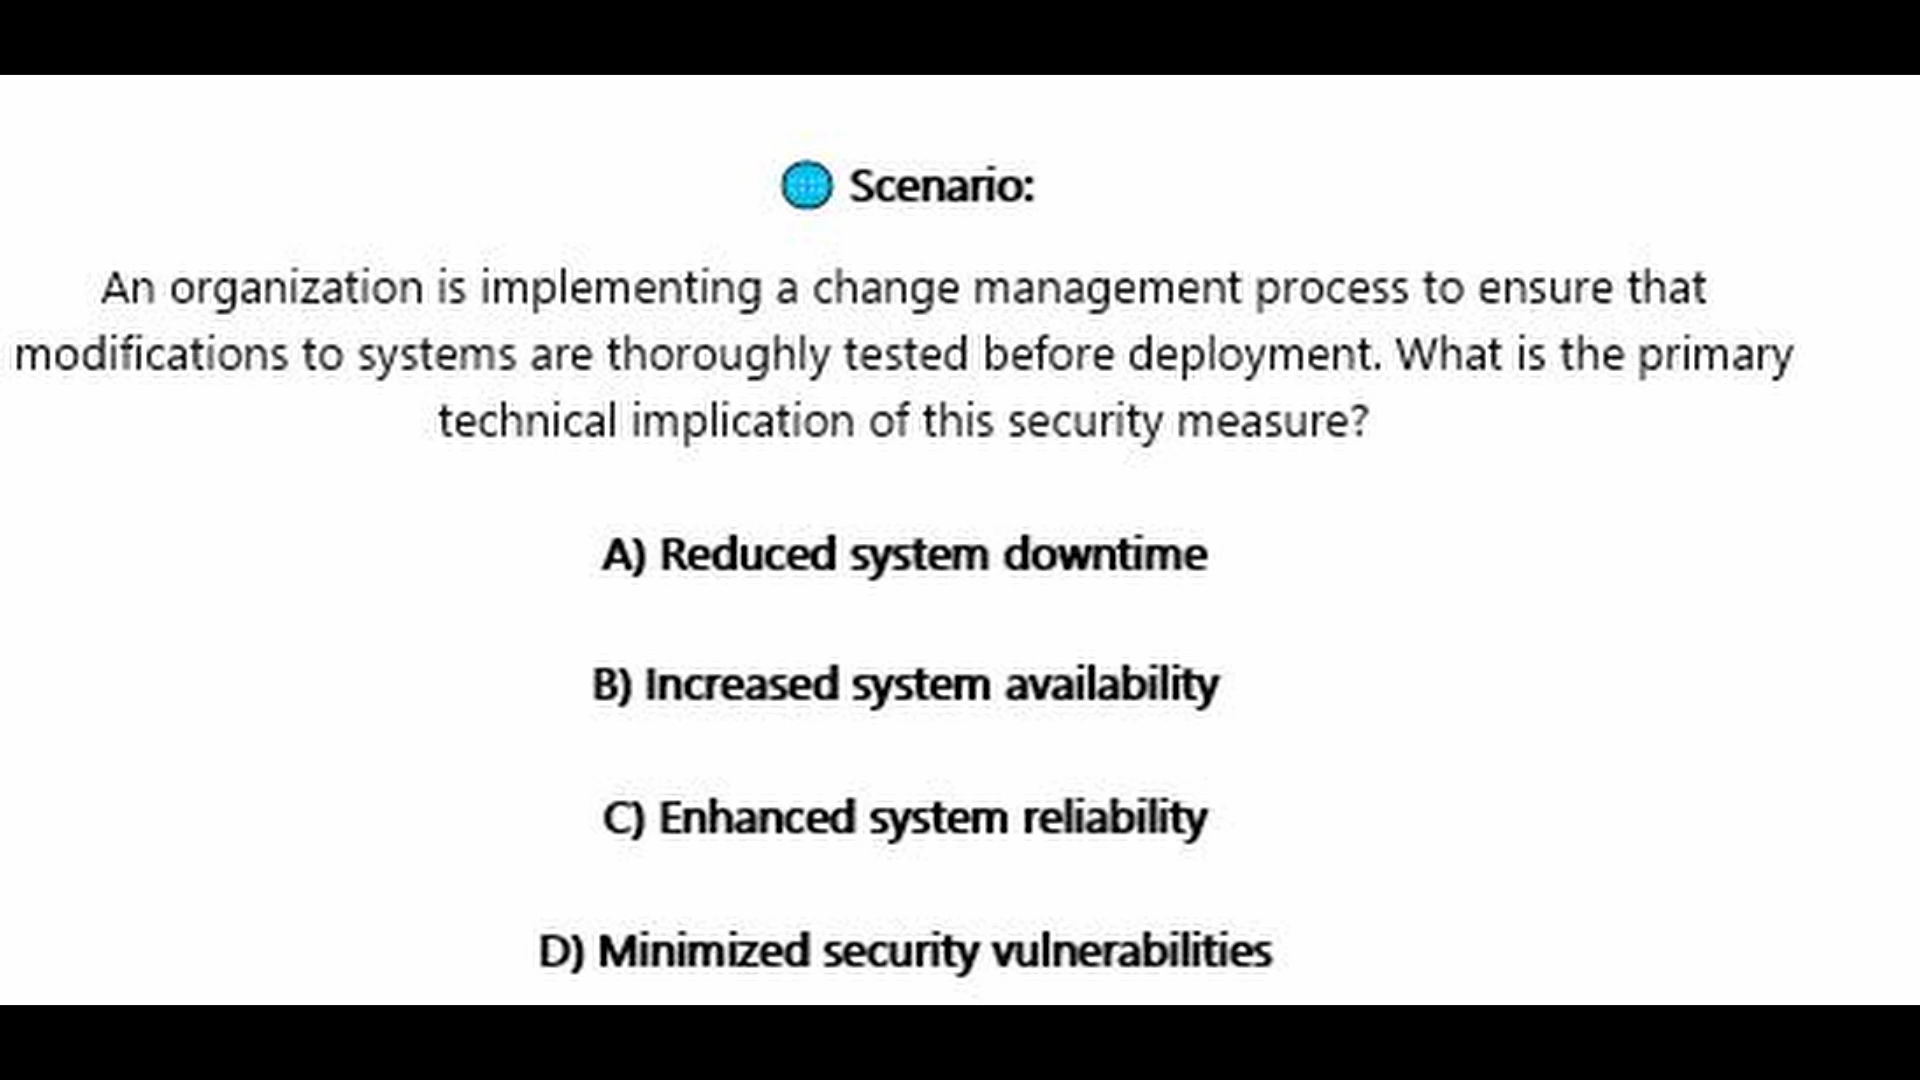 Scenario:
An organization is implementing a change management process to ensure that
modifications to systems are thoroughly tested before deployment. What is the primary
technical implication of this security measure?
A) Reduced system downtime
B) Increased system availability
C) Enhanced system reliability
D) Minimized security vulnerabilities